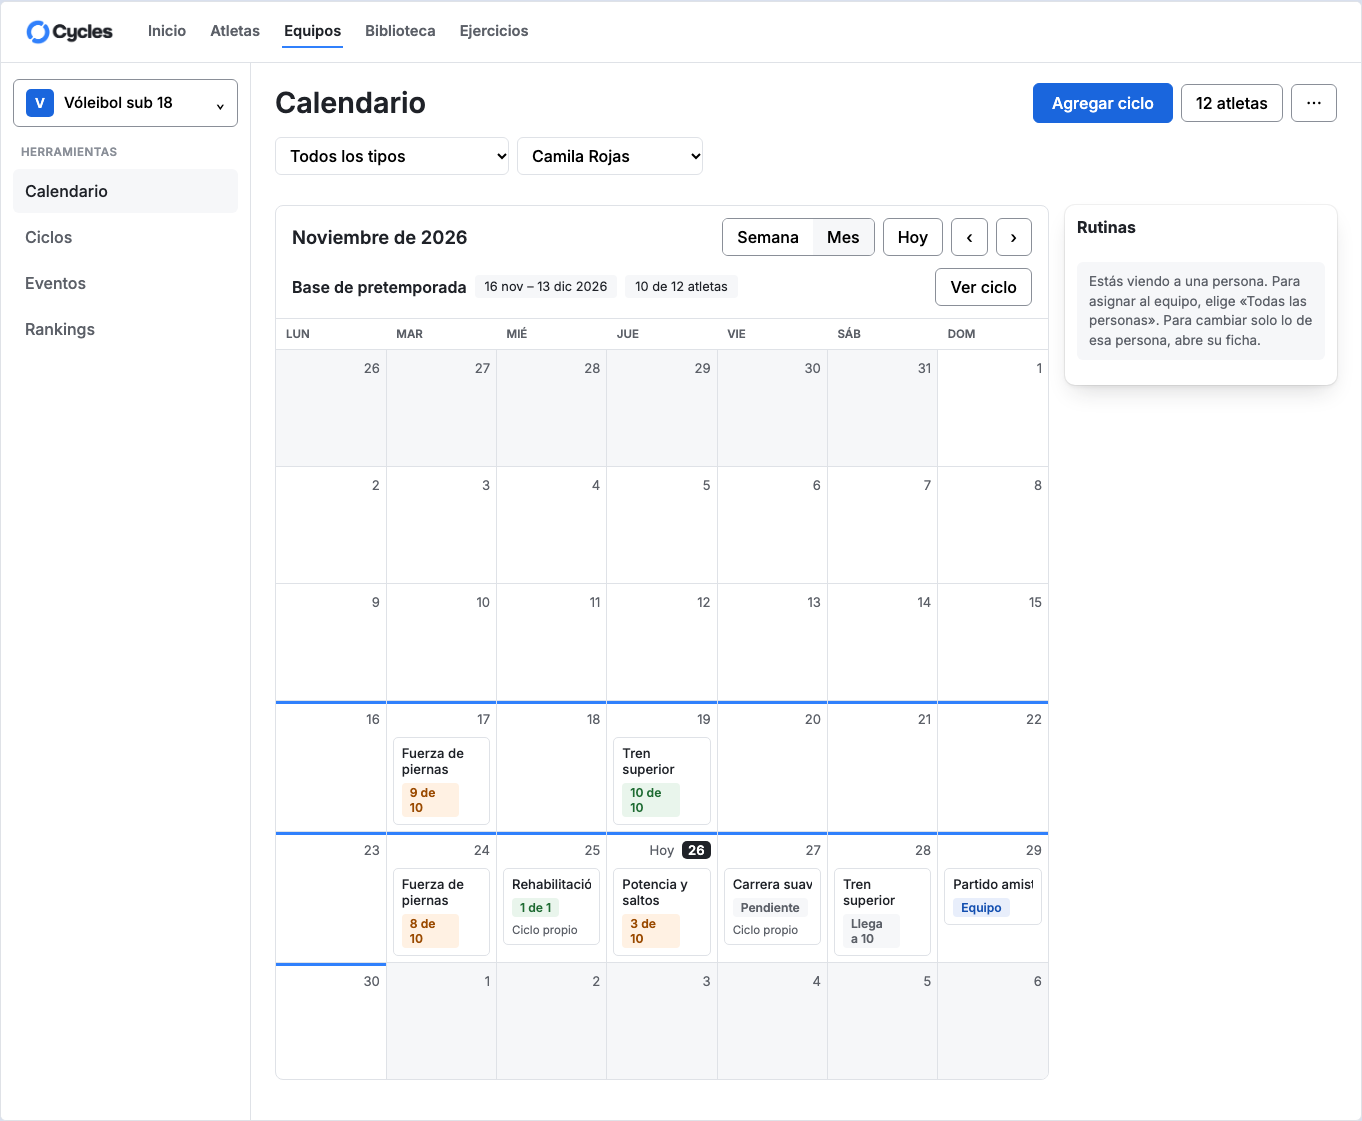 Cycles
Inicio
Atletas
Equipos
Biblioteca
Ejercicios
V
Vóleibol sub 18
HERRAMIENTAS
Calendario
Ciclos
Eventos
Rankings
Calendario
Agregar ciclo
12 atletas
...
Todos los tipos
Camila Rojas
Noviembre de 2026
Semana
Mes
Hoy
‹
›
Base de pretemporada
16 nov – 13 dic 2026
10 de 12 atletas
Ver ciclo
LUN
MAR
MIÉ
JUE
VIE
SÁB
DOM
26
27
28
29
30
31
1
2
3
4
5
6
7
8
9
10
11
12
13
14
15
16
17
Fuerza de
piernas
9 de
10
18
19
Tren
superior
10 de
10
20
21
22
23
24
Fuerza de
piernas
8 de
10
25
Rehabilitació
1 de 1
Ciclo propio
Hoy 26
Potencia y
saltos
3 de
10
27
Carrera suav
Pendiente
Ciclo propio
28
Tren
superior
Llega
a 10
29
Partido amist
Equipo
30
1
2
3
4
5
6
Rutinas
Estás viendo a una persona. Para
asignar al equipo, elige «Todas las
personas». Para cambiar solo lo de
esa persona, abre su ficha.